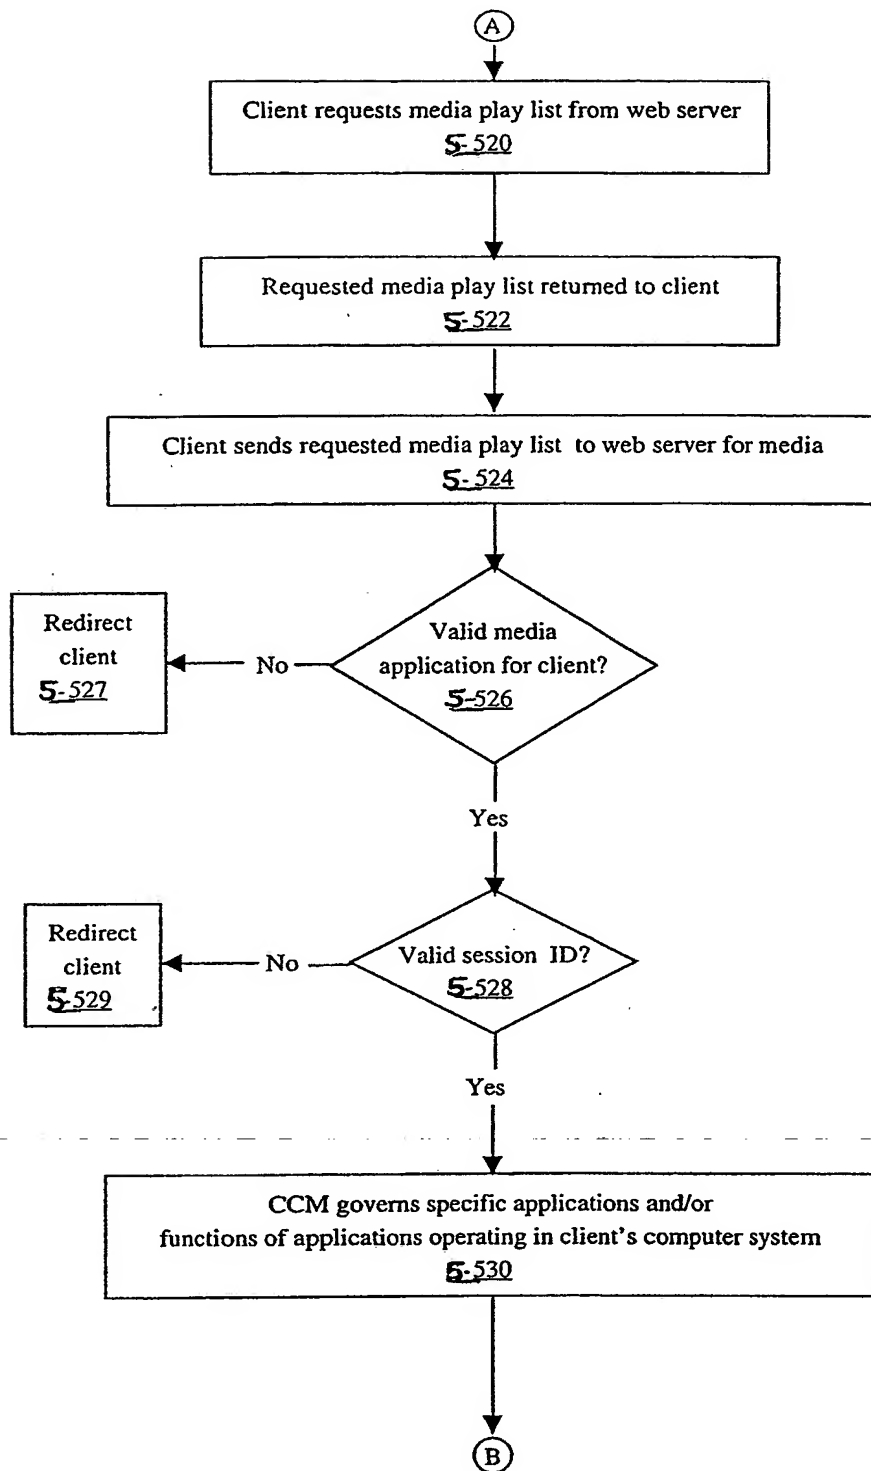 A
Client requests media play list from web server
5-520
Requested media play list returned to client
5-522
Client sends requested media play list to web server for media
5-524
Valid media
application for client?
5-526
No
Redirect
client
5-527
Yes
Valid session ID?
5-528
No
Redirect
client
5-529
Yes
CCM governs specific applications and/or
functions of applications operating in client's computer system
5-530
B